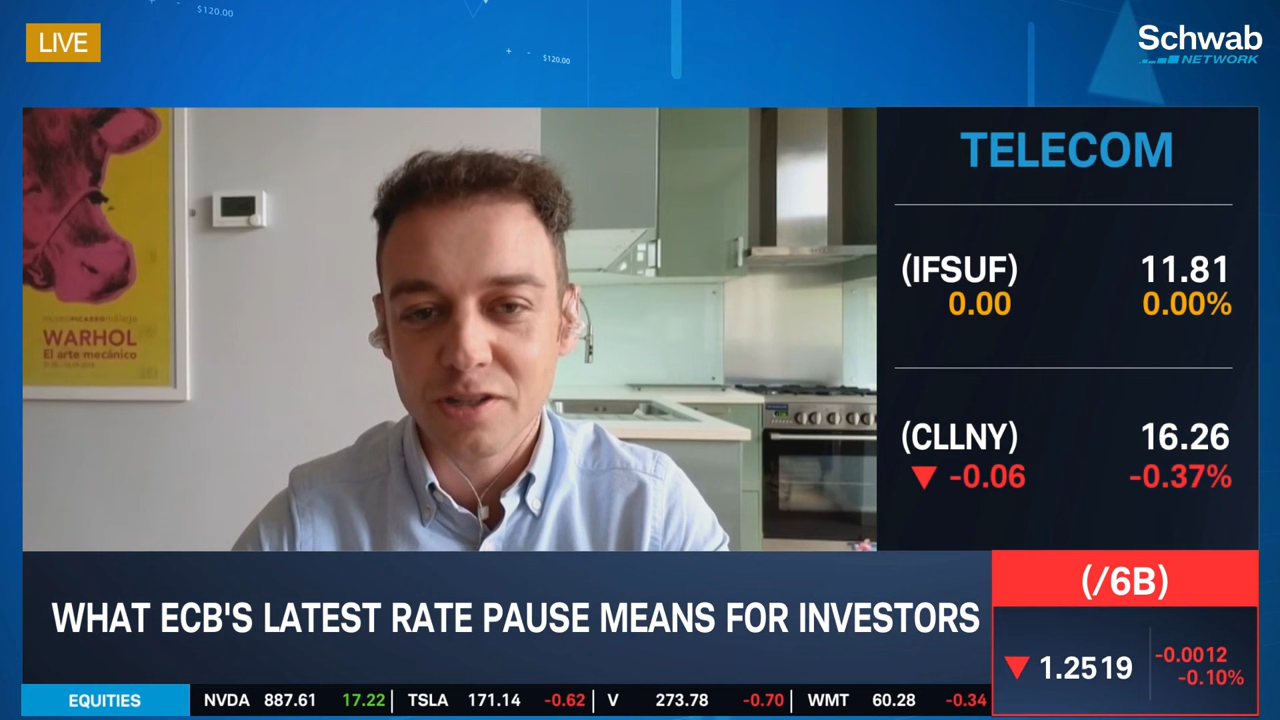 $120.00
LIVE
$120.00
Schwab
NETWORK
WARHOL
El arte mecánico
TELECOM
(IFSUF) 11.81
0.00 0.00%
(CLLNY) 16.26
▼ -0.06 -0.37%
WHAT ECB'S LATEST RATE PAUSE MEANS FOR INVESTORS
(/6B)
▼ 1.2519 -0.0012
-0.10%
EQUITIES NVDA 887.61 17.22 TSLA 171.14 -0.62 V 273.78 -0.70 WMT 60.28 -0.34